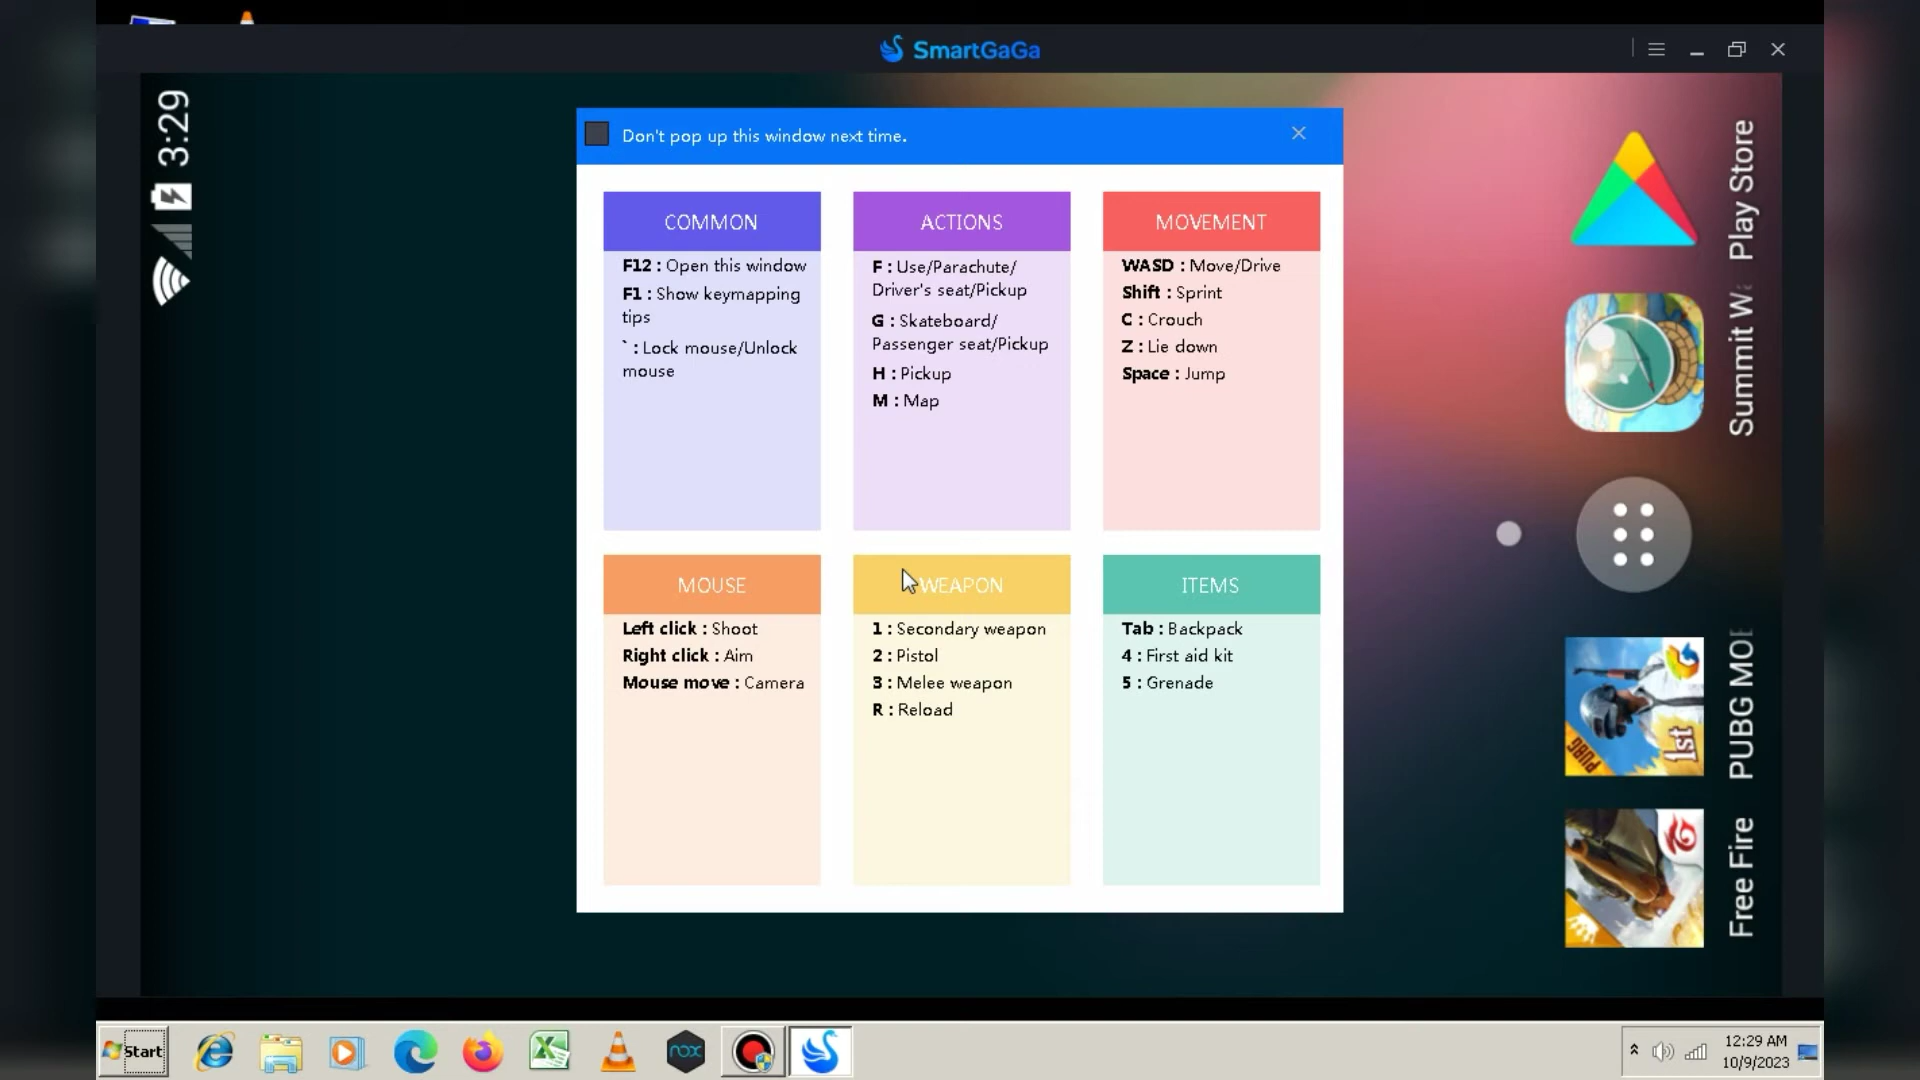 SmartGaGa
3:29
Don't pop up this window next time.
COMMON
F12 : Open this window
F1 : Show keymapping
tips
` : Lock mouse/Unlock
mouse
ACTIONS
F : Use/Parachute/
Driver's seat/Pickup
G : Skateboard/
Passenger seat/Pickup
H : Pickup
M : Map
MOVEMENT
WASD : Move/Drive
Shift : Sprint
C : Crouch
Z : Lie down
Space : Jump
MOUSE
Left click : Shoot
Right click : Aim
Mouse move : Camera
WEAPON
1 : Secondary weapon
2 : Pistol
3 : Melee weapon
R : Reload
ITEMS
Tab : Backpack
4 : First aid kit
5 : Grenade
Play Store
Summit
PUBG
1st
PUBG
Free Fire
Start
nox
12:29 AM
10/9/2023